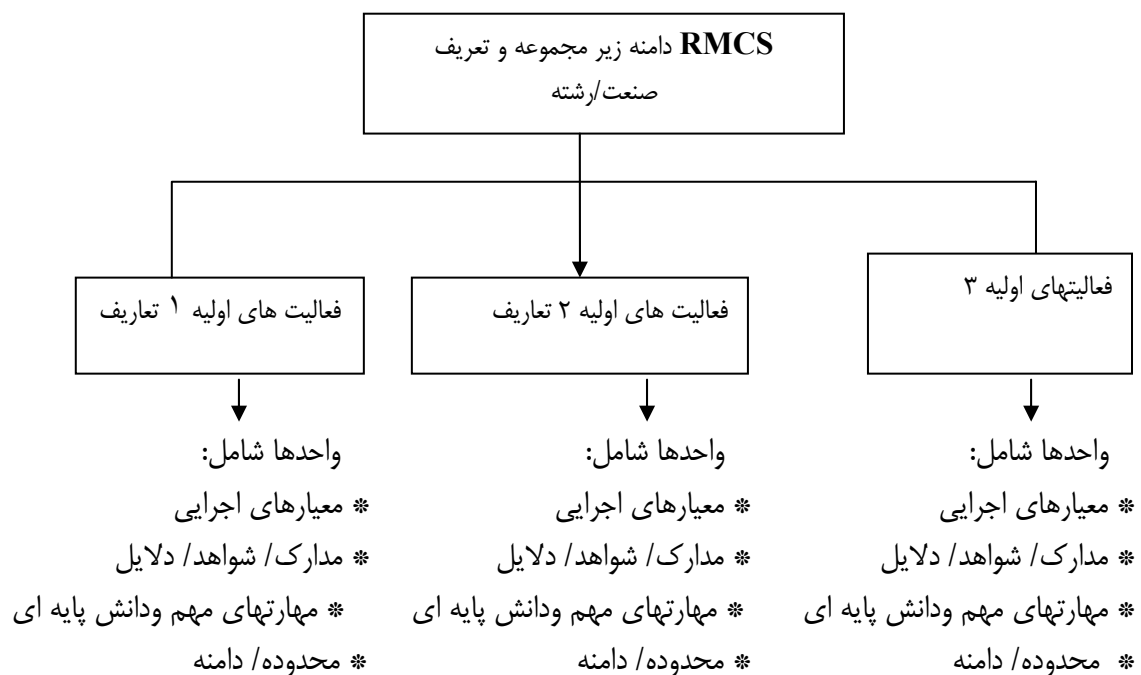 RMCS دامنه زیر مجموعه و تعریف
صنعت/رشته
فعالیتهای اولیه ۳
فعالیت های اولیه ۲ تعاریف
فعالیت های اولیه ۱ تعاریف
واحدها شامل:
* معیارهای اجرایی
* مدارک/ شواهد/ دلایل
* مهارتهای مهم ودانش پایه ای
* محدوده/ دامنه
واحدها شامل:
* معیارهای اجرایی
* مدارک/ شواهد/ دلایل
* مهارتهای مهم ودانش پایه ای
* محدوده/ دامنه
واحدها شامل:
* معیارهای اجرایی
* مدارک/ شواهد/ دلایل
* مهارتهای مهم ودانش پایه ای
* محدوده/ دامنه